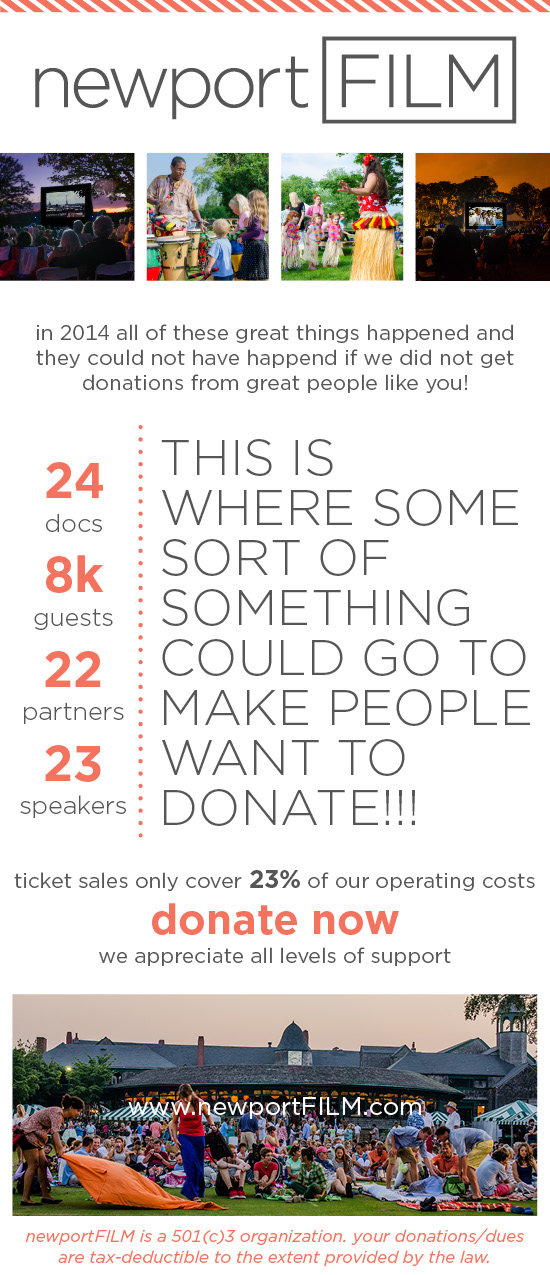 newport FILM
in 2014 all of these great things happened and
they could not have happend if we did not get
donations from great people like you!
24
docs
8k
guests
22
partners
23
speakers
THIS IS
WHERE SOME
SORT OF
SOMETHING
COULD GO TO
MAKE PEOPLE
WANT TO
DONATE!!!
ticket sales only cover 23% of our operating costs
donate now
we appreciate all levels of support
www.newportFILM.com
newportFILM is a 501(c)3 organization. your donations/dues
are tax-deductible to the extent provided by the law.